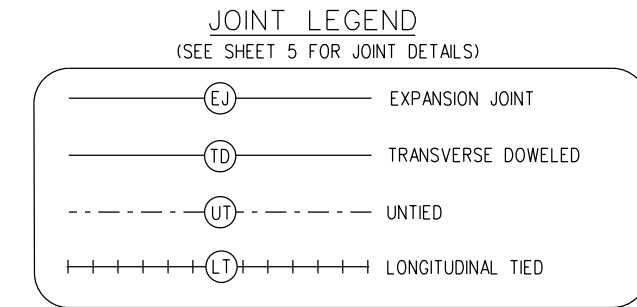 JOINT LEGEND
(SEE SHEET 5 FOR JOINT DETAILS)
EJ EXPANSION JOINT
TD TRANSVERSE DOWELED
UT UNTIED
LT LONGITUDINAL TIED